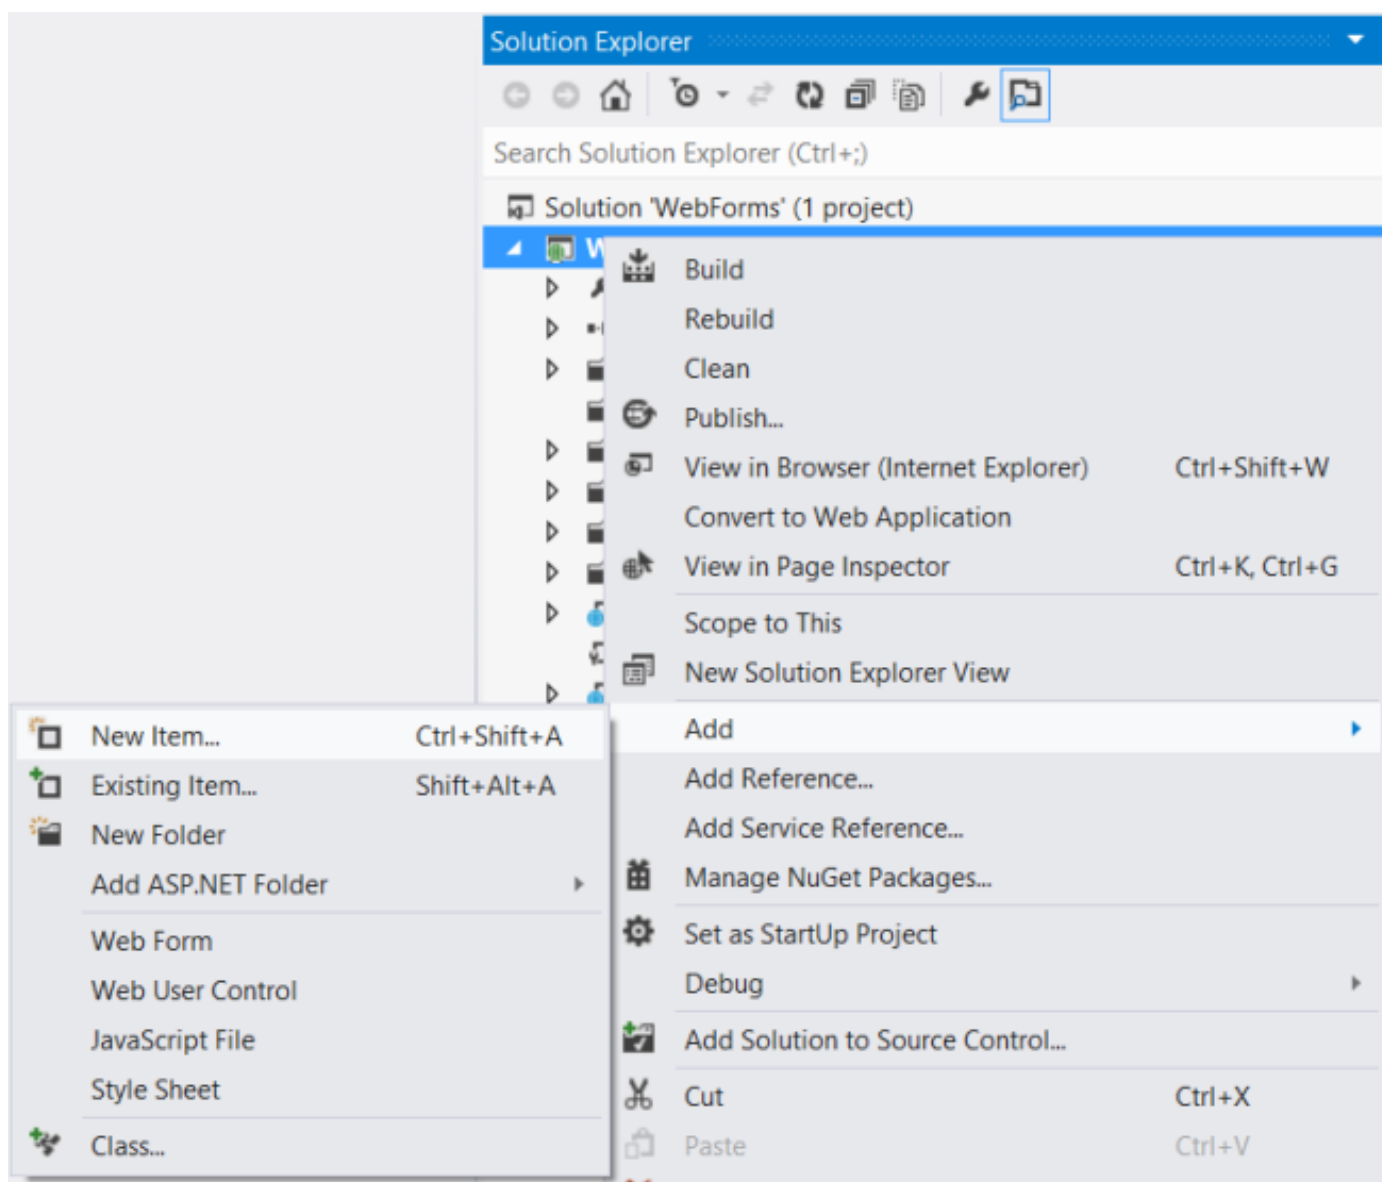 Solution Explorer
Search Solution Explorer (Ctrl+;)
Solution 'WebForms' (1 project)
Build
Rebuild
Clean
Publish...
View in Browser (Internet Explorer) Ctrl+Shift+W
Convert to Web Application
View in Page Inspector Ctrl+K, Ctrl+G
Scope to This
New Solution Explorer View
Add
Add Reference...
Add Service Reference...
Manage NuGet Packages...
Set as StartUp Project
Debug
Add Solution to Source Control...
Cut Ctrl+X
Paste Ctrl+V
New Item... Ctrl+Shift+A
Existing Item... Shift+Alt+A
New Folder
Add ASP.NET Folder
Web Form
Web User Control
JavaScript File
Style Sheet
Class...